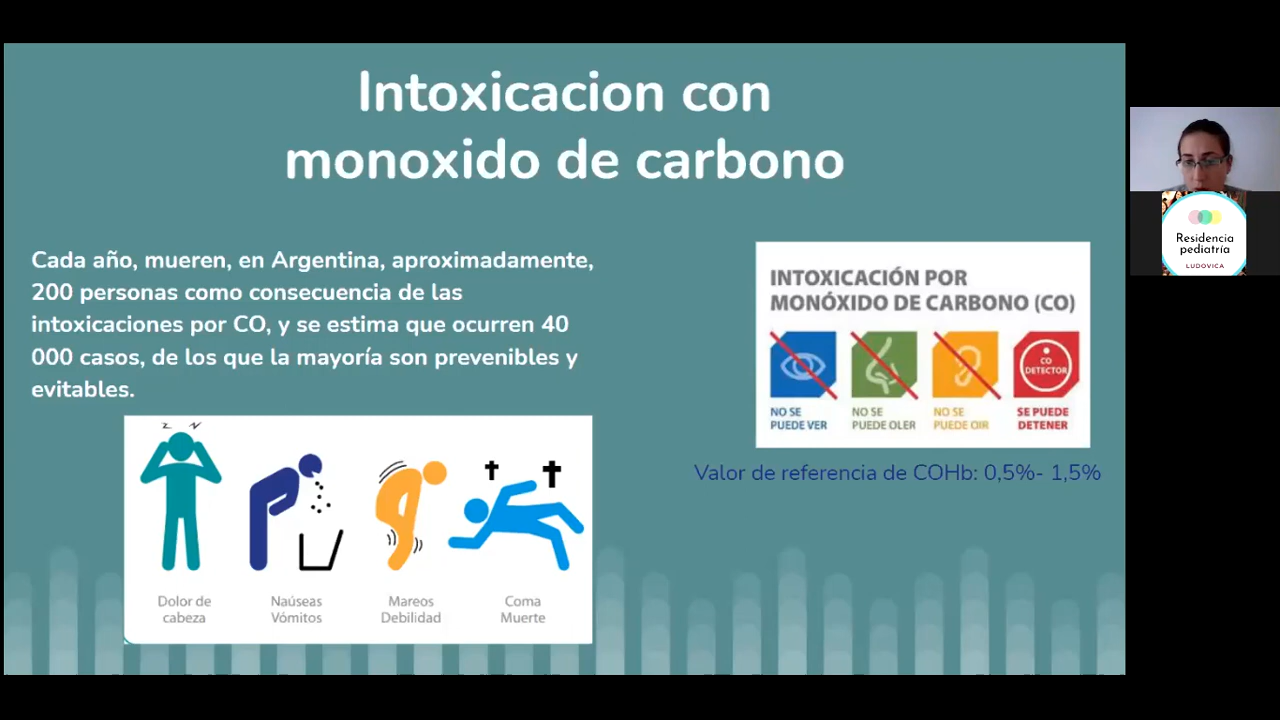 Intoxicacion con
monoxido de carbono
Cada año, mueren, en Argentina, aproximadamente,
200 personas como consecuencia de las
intoxicaciones por CO, y se estima que ocurren 40
000 casos, de los que la mayoría son prevenibles y
evitables.
INTOXICACIÓN POR
MONÓXIDO DE CARBONO (CO)
CO
DETECTOR
NO SE
PUEDE VER
NO SE
PUEDE OLER
NO SE
PUEDE OIR
SE PUEDE
DETENER
Valor de referencia de COHb: 0,5%- 1,5%
Dolor de
cabeza
Naúseas
Vómitos
Mareos
Debilidad
Coma
Muerte
Residencia
pediatría
LUDOVICA